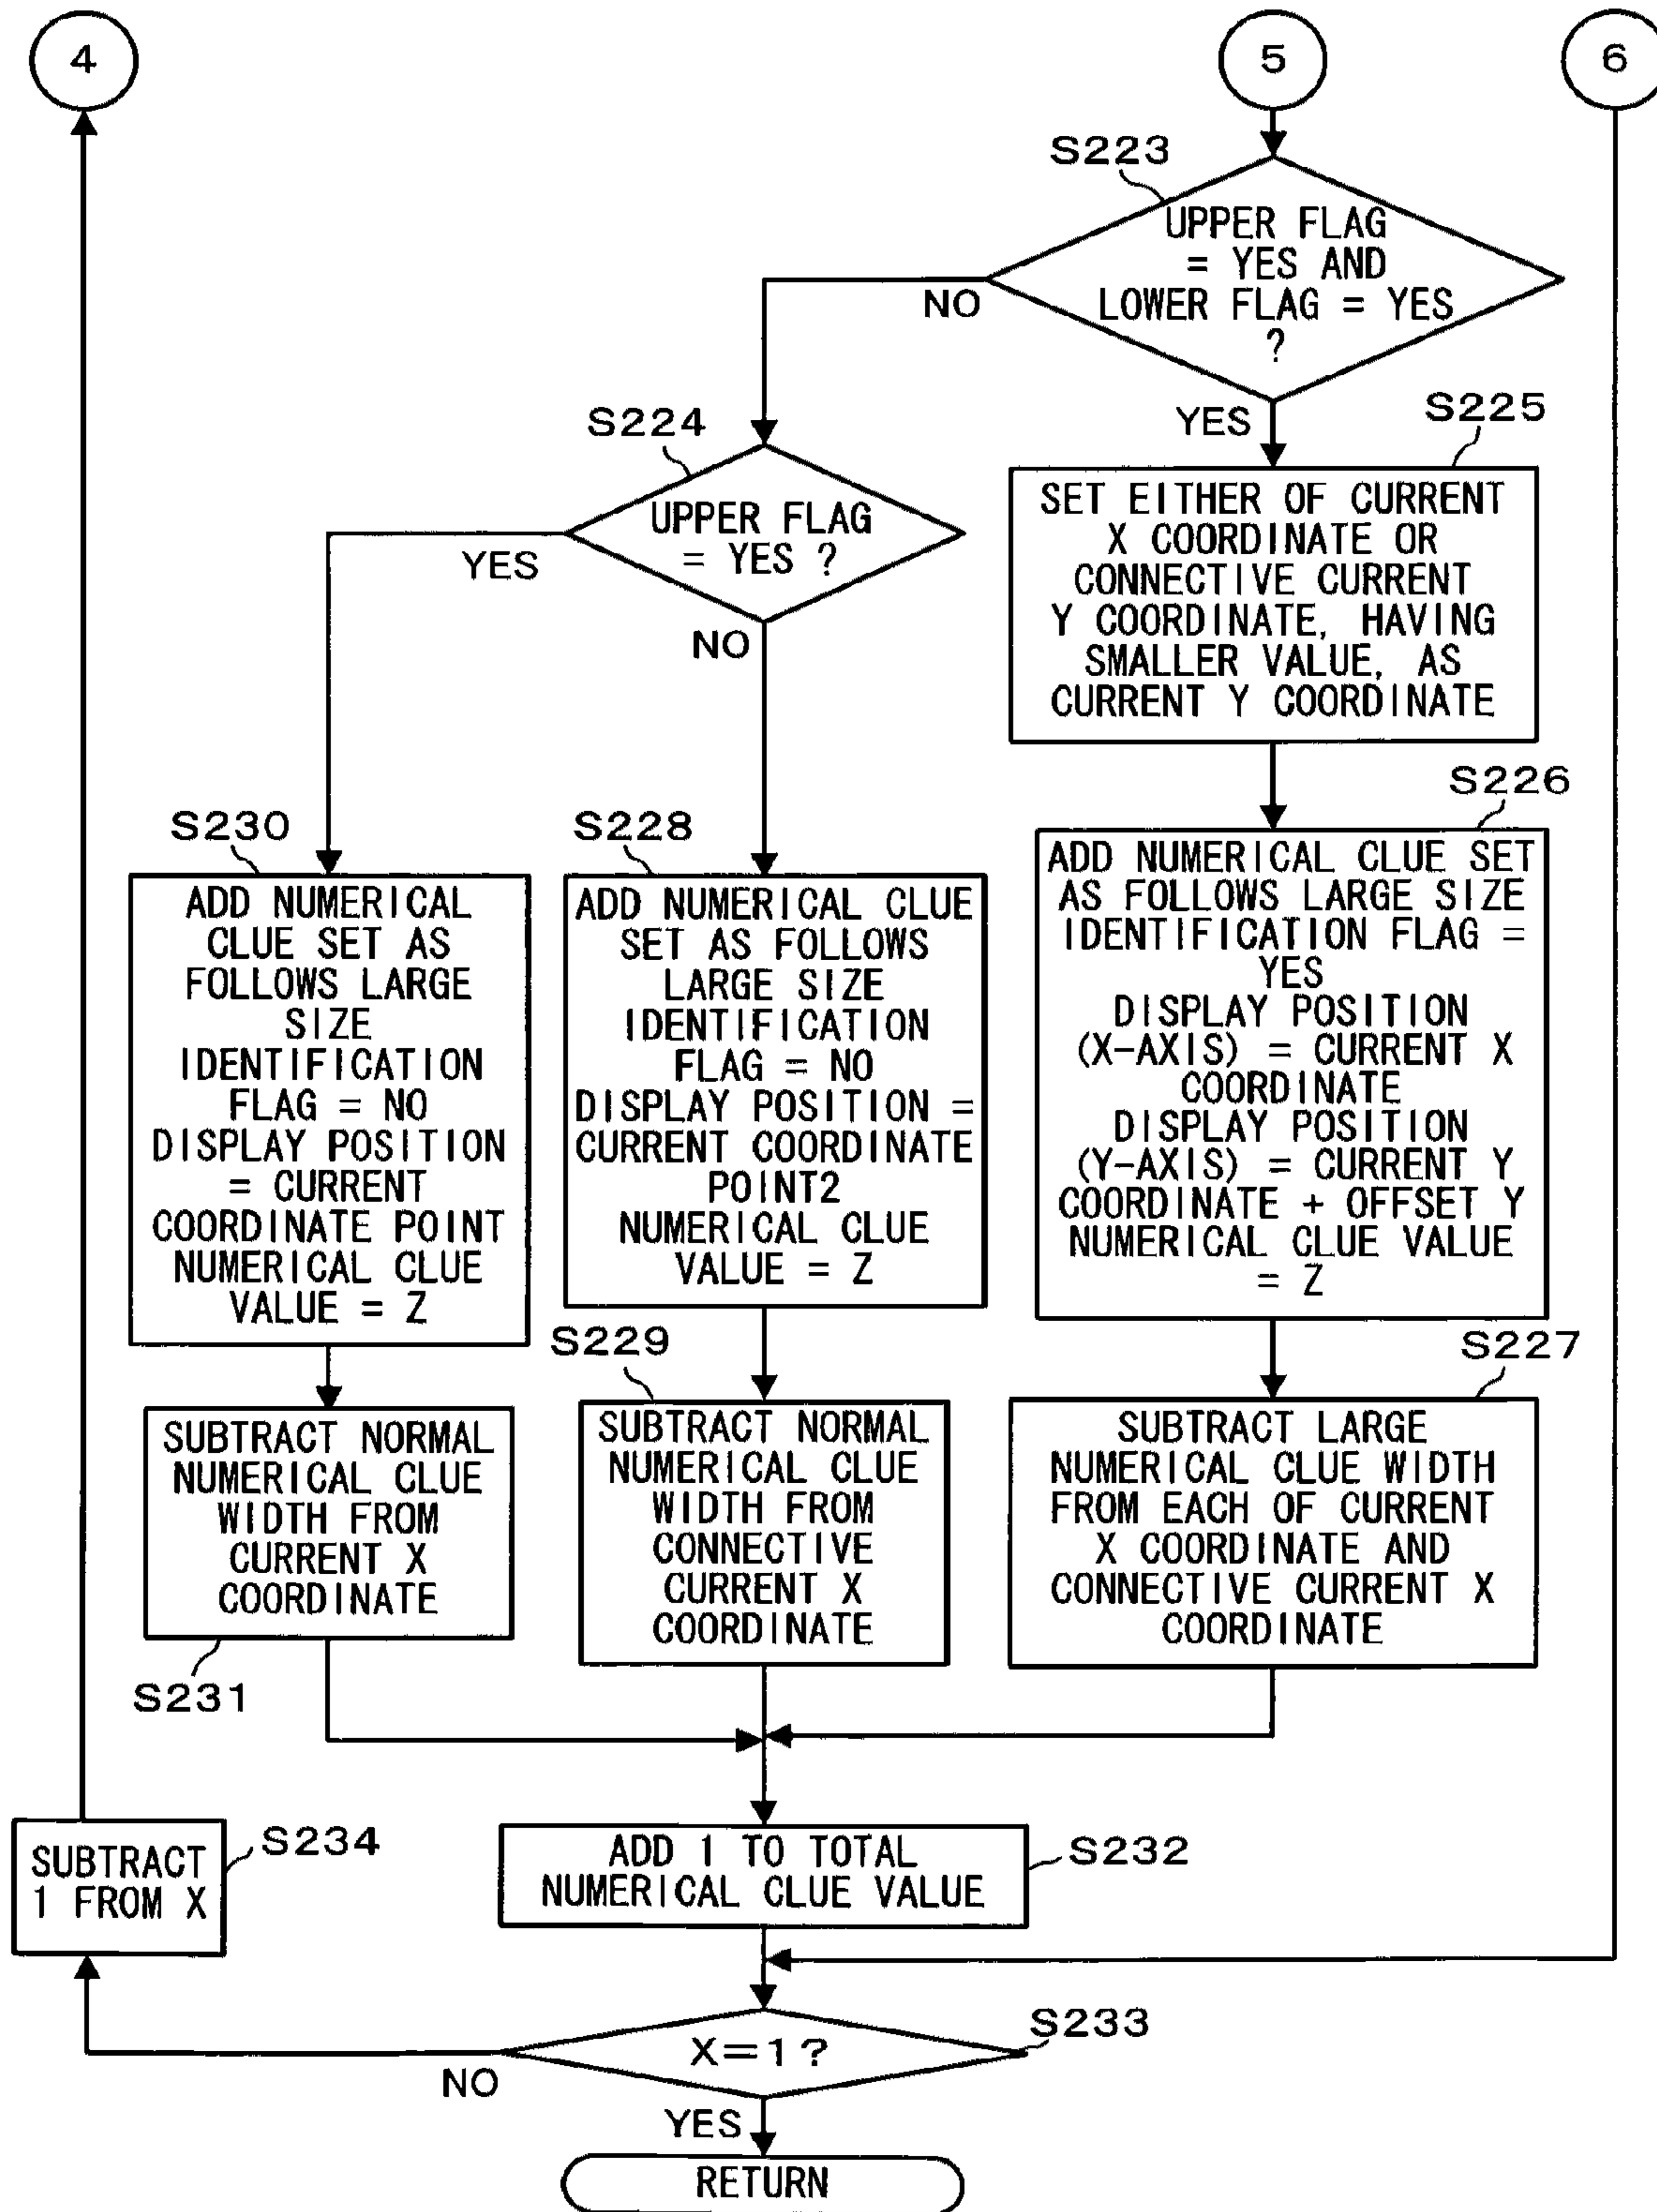 4
5
6
S223
UPPER FLAG
= YES AND
LOWER FLAG = YES
?
NO
YES
S224
UPPER FLAG
= YES ?
YES
NO
S225
SET EITHER OF CURRENT
X COORDINATE OR
CONNECTIVE CURRENT
Y COORDINATE, HAVING
SMALLER VALUE, AS
CURRENT Y COORDINATE
S230
ADD NUMERICAL
CLUE SET AS
FOLLOWS LARGE
SIZE
IDENTIFICATION
FLAG = NO
DISPLAY POSITION
= CURRENT
COORDINATE POINT
NUMERICAL CLUE
VALUE = Z
S228
ADD NUMERICAL CLUE
SET AS FOLLOWS
LARGE SIZE
IDENTIFICATION
FLAG = NO
DISPLAY POSITION =
CURRENT COORDINATE
POINT2
NUMERICAL CLUE
VALUE = Z
S226
ADD NUMERICAL CLUE SET
AS FOLLOWS LARGE SIZE
IDENTIFICATION FLAG =
YES
DISPLAY POSITION
(X-AXIS) = CURRENT X
COORDINATE
DISPLAY POSITION
(Y-AXIS) = CURRENT Y
COORDINATE + OFFSET Y
NUMERICAL CLUE VALUE
= Z
SUBTRACT NORMAL
NUMERICAL CLUE
WIDTH FROM
CURRENT X
COORDINATE
S231
S229
SUBTRACT NORMAL
NUMERICAL CLUE
WIDTH FROM
CONNECTIVE
CURRENT X
COORDINATE
S227
SUBTRACT LARGE
NUMERICAL CLUE WIDTH
FROM EACH OF CURRENT
X COORDINATE AND
CONNECTIVE CURRENT X
COORDINATE
SUBTRACT
1 FROM X
S234
ADD 1 TO TOTAL
NUMERICAL CLUE VALUE
S232
X=1?
S233
NO
YES
RETURN